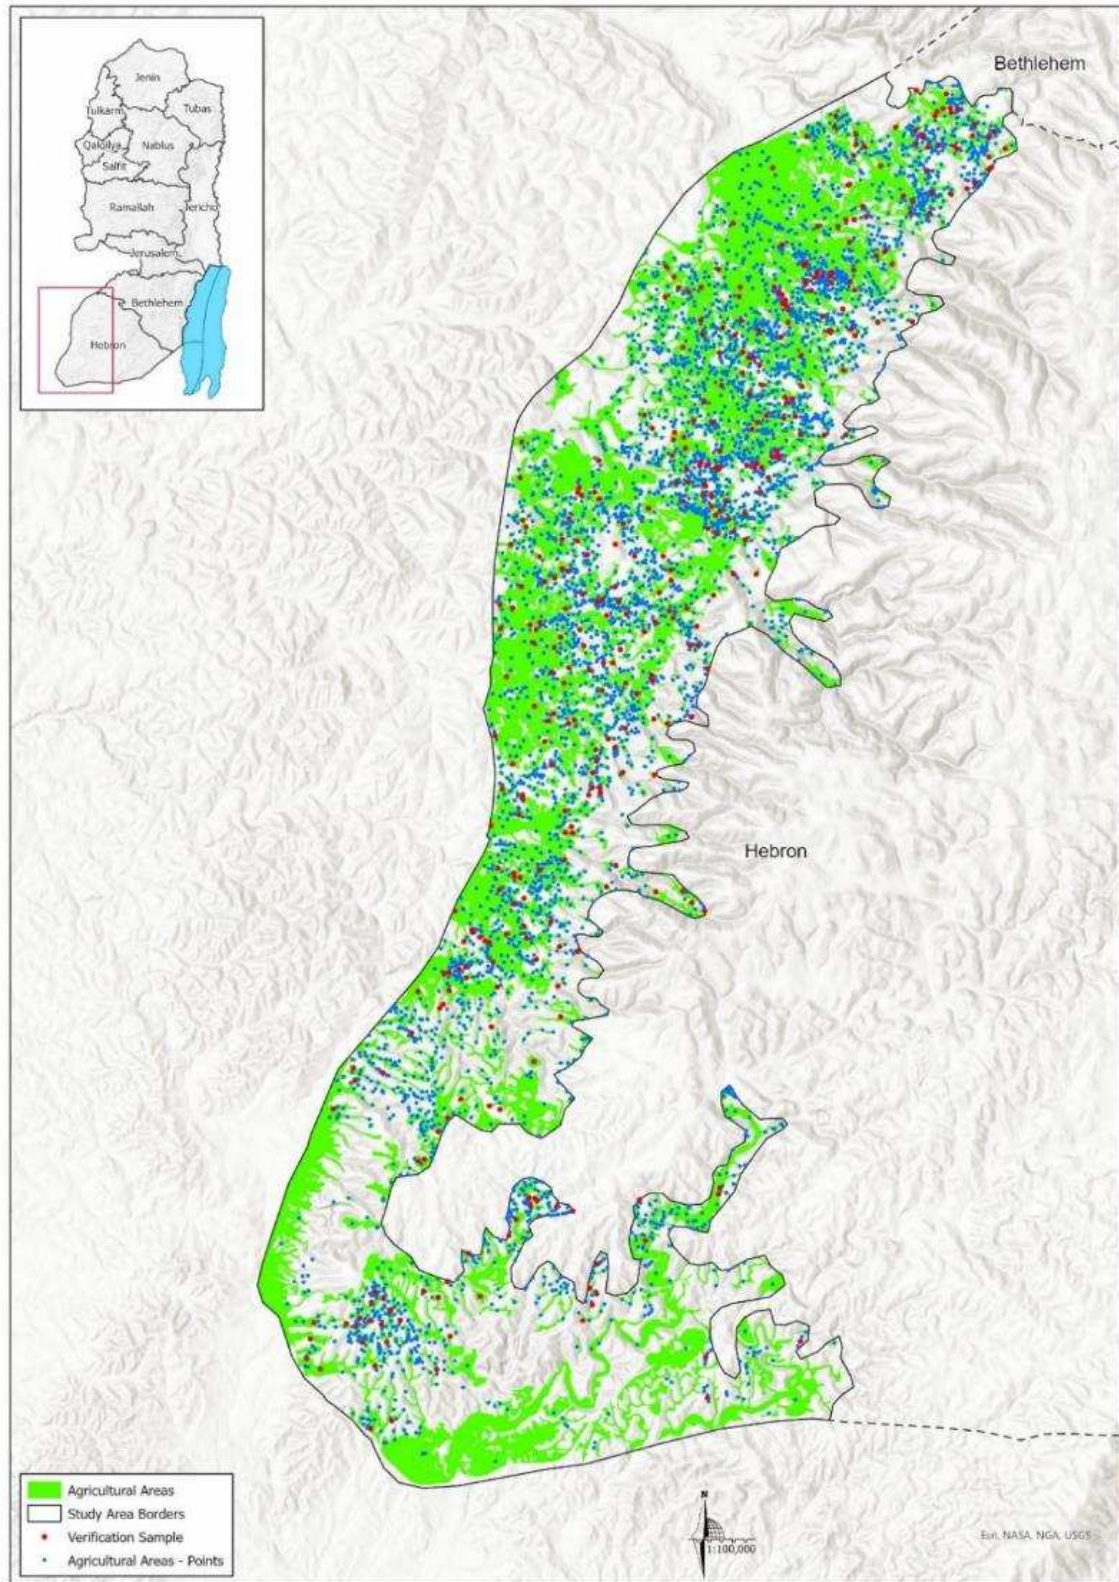 Bethlehem
Jenin
Tulkarm
Tubas
Qalqilya
Nablus
Salfit
Ramallah
Jericho
Jerusalem
Bethlehem
Hebron
Hebron
Agricultural Areas
Study Area Borders
Verification Sample
Agricultural Areas - Points
N
1:100,000
Esri, NASA, NGA, USGS